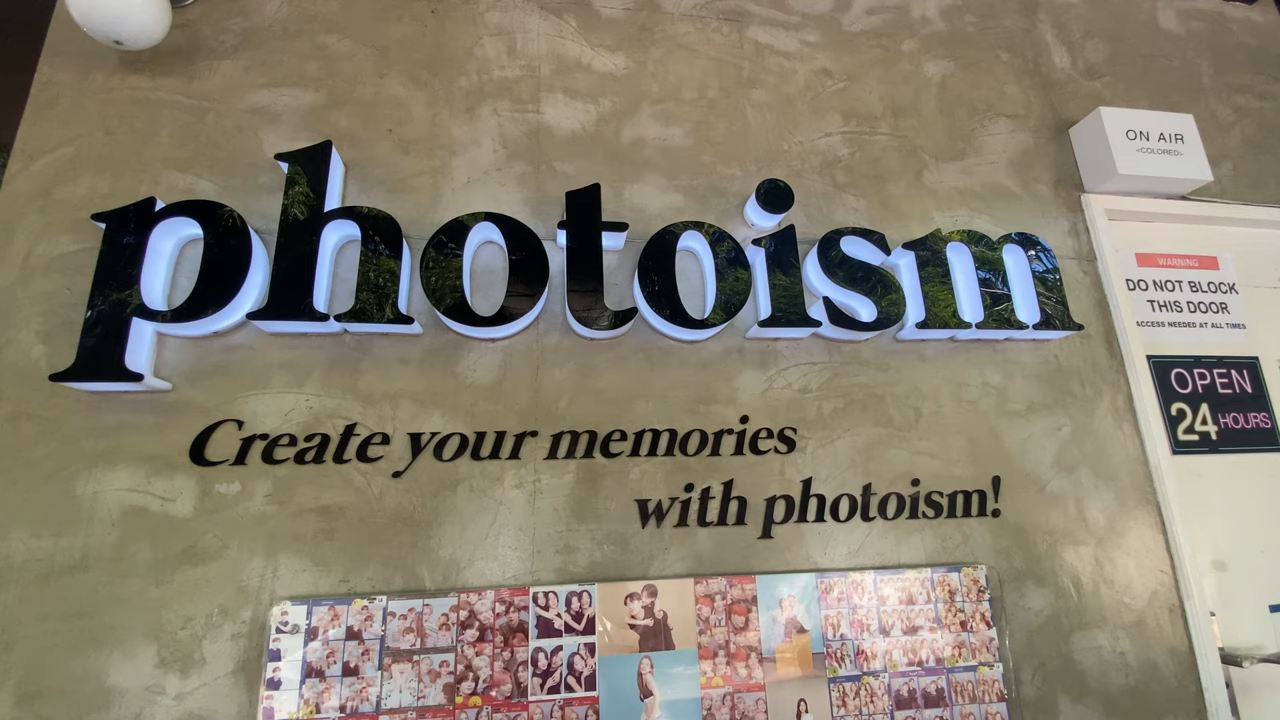 photoism
Create your memories
with photoism!
ON AIR
<COLORED>
WARNING
DO NOT BLOCK
THIS DOOR
ACCESS NEEDED AT ALL TIMES
OPEN
24 HOURS